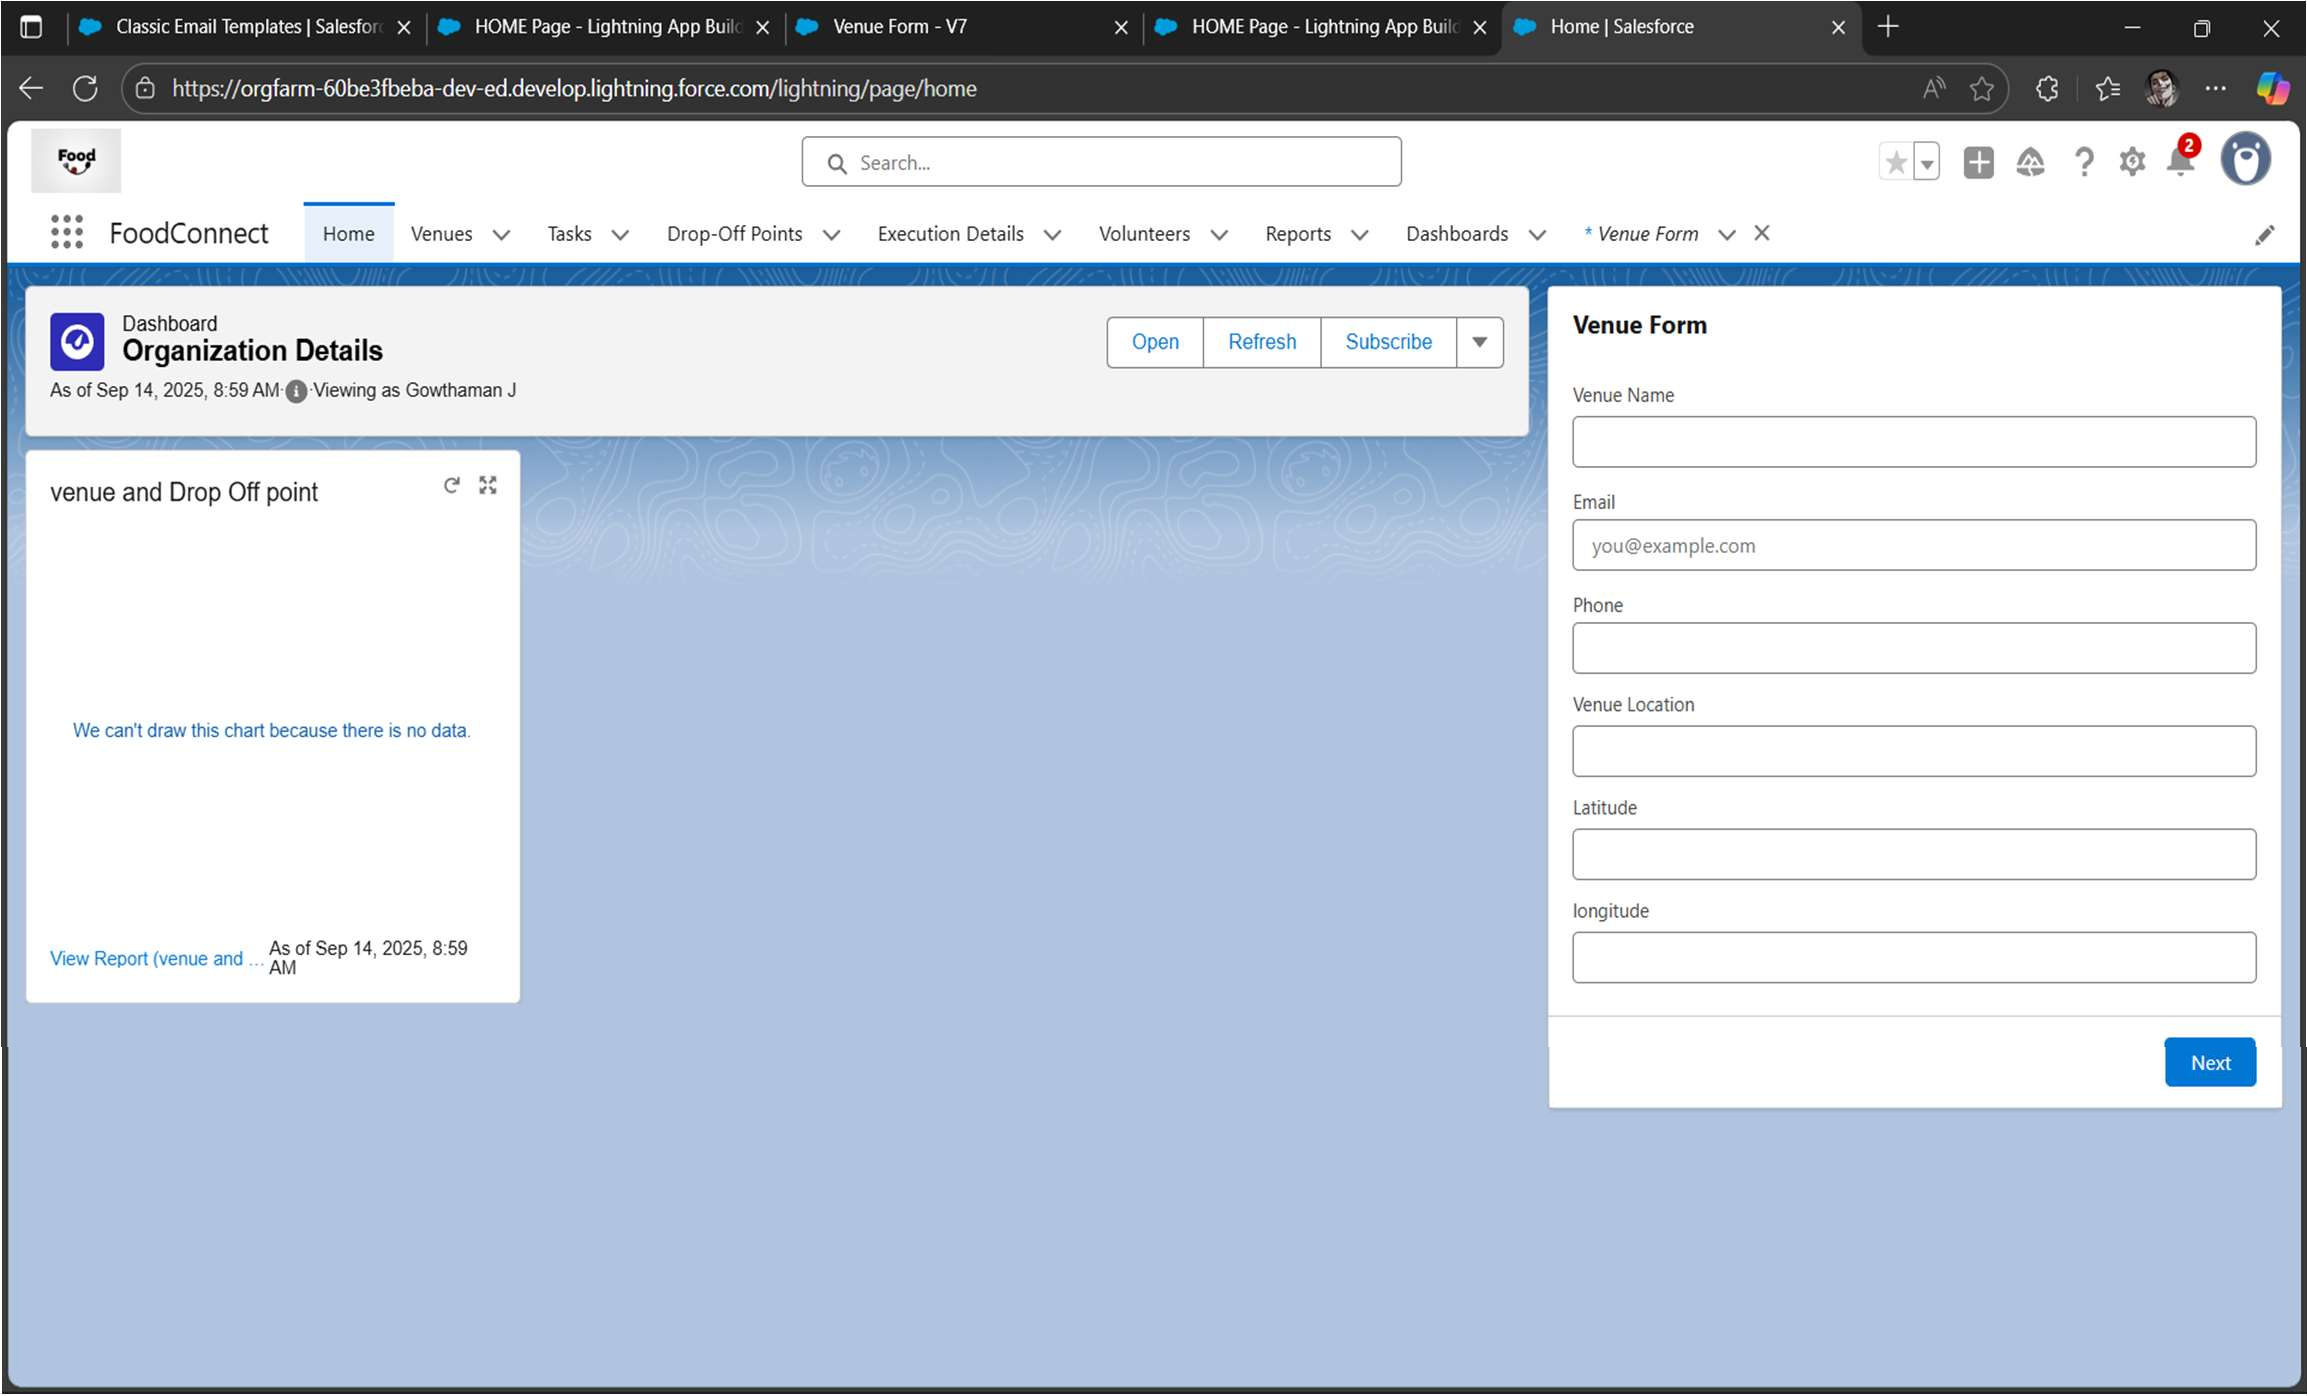 Classic Email Templates | Salesforc
HOME Page - Lightning App Build
Venue Form - V7
HOME Page - Lightning App Build
Home | Salesforce
https://orgfarm-60be3fbeba-dev-ed.develop.lightning.force.com/lightning/page/home
Food
Search...
2
FoodConnect
Home
Venues
Tasks
Drop-Off Points
Execution Details
Volunteers
Reports
Dashboards
* Venue Form
Dashboard
Organization Details
As of Sep 14, 2025, 8:59 AM·Viewing as Gowthaman J
Open
Refresh
Subscribe
venue and Drop Off point
We can't draw this chart because there is no data.
View Report (venue and ...
As of Sep 14, 2025, 8:59
AM
Venue Form
Venue Name
Email
you@example.com
Phone
Venue Location
Latitude
longitude
Next